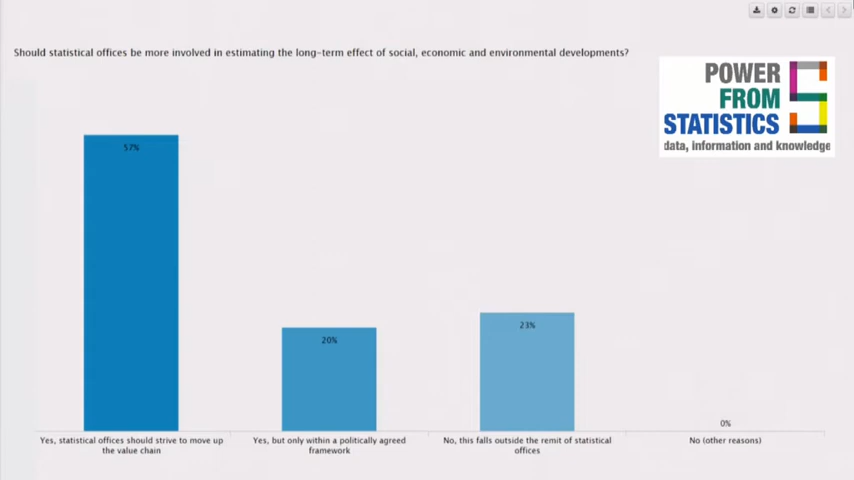 Should statistical offices be more involved in estimating the long-term effect of social, economic and environmental developments?
POWER
FROM
STATISTICS
data, information and knowledge
57%
20%
23%
0%
Yes, statistical offices should strive to move up
the value chain
Yes, but only within a politically agreed
framework
No, this falls outside the remit of statistical
offices
No (other reasons)